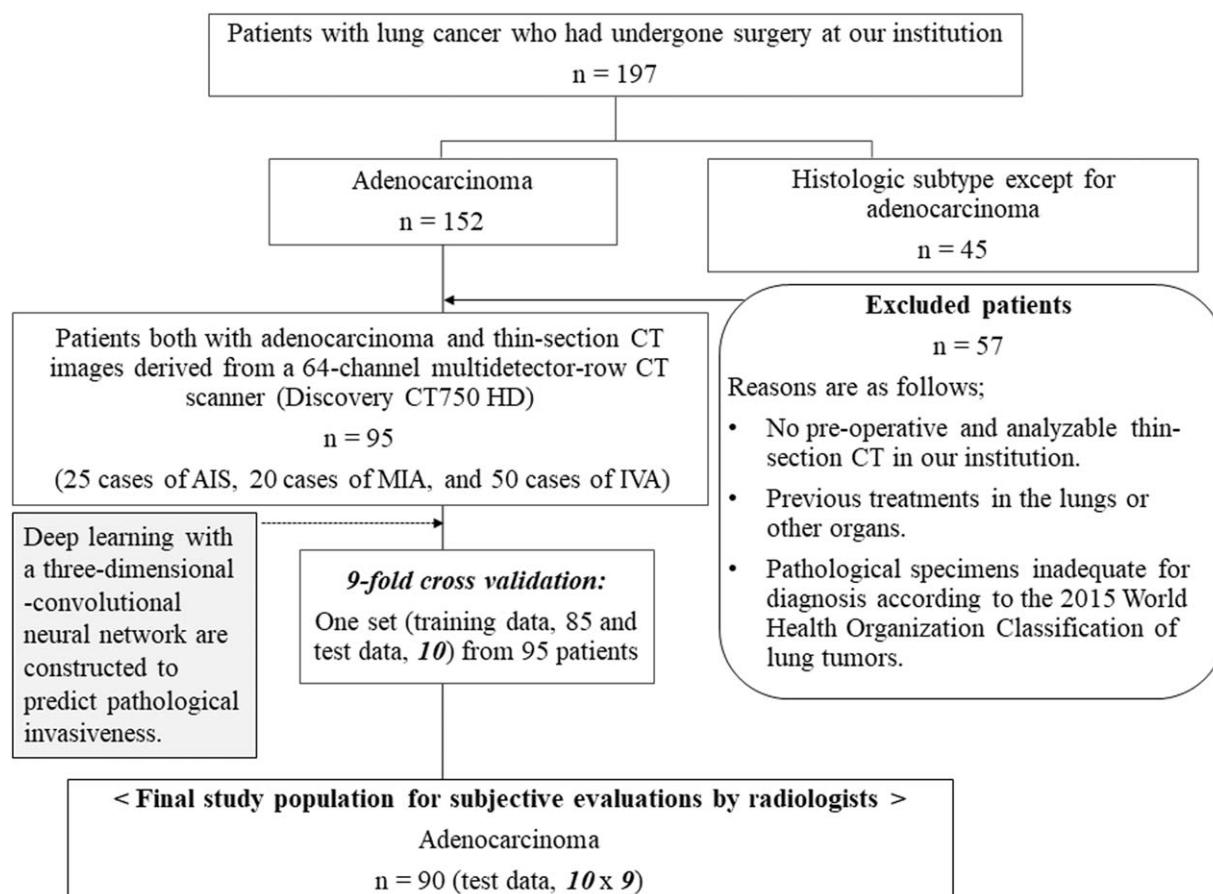 Patients with lung cancer who had undergone surgery at our institution
n = 197
Adenocarcinoma
n = 152
Histologic subtype except for
adenocarcinoma
n = 45
Excluded patients
n = 57
Reasons are as follows;
• No pre-operative and analyzable thin-
section CT in our institution.
• Previous treatments in the lungs or
other organs.
• Pathological specimens inadequate for
diagnosis according to the 2015 World
Health Organization Classification of
lung tumors.
Patients both with adenocarcinoma and thin-section CT
images derived from a 64-channel multidetector-row CT
scanner (Discovery CT750 HD)
n = 95
(25 cases of AIS, 20 cases of MIA, and 50 cases of IVA)
Deep learning with
a three-dimensional
-convolutional
neural network are
constructed to
predict pathological
invasiveness.
9-fold cross validation:
One set (training data, 85 and
test data, 10) from 95 patients
< Final study population for subjective evaluations by radiologists >
Adenocarcinoma
n = 90 (test data, 10 x 9)